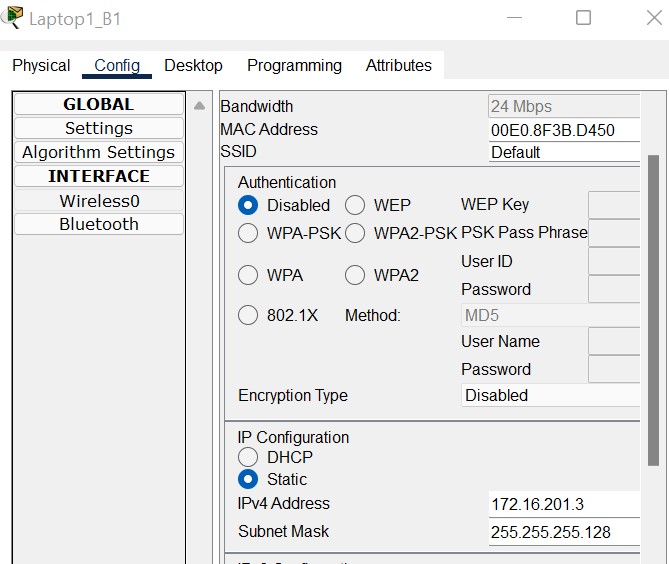 Laptop1_B1
Physical Config Desktop Programming Attributes
GLOBAL
Settings
Algorithm Settings
INTERFACE
Wireless0
Bluetooth
Bandwidth 24 Mbps
MAC Address 00E0.8F3B.D450
SSID Default
Authentication
Disabled WEP WEP Key
WPA-PSK WPA2-PSK PSK Pass Phrase
User ID
WPA WPA2
Password
802.1X Method: MD5
User Name
Password
Encryption Type Disabled
IP Configuration
DHCP
Static
IPv4 Address 172.16.201.3
Subnet Mask 255.255.255.128